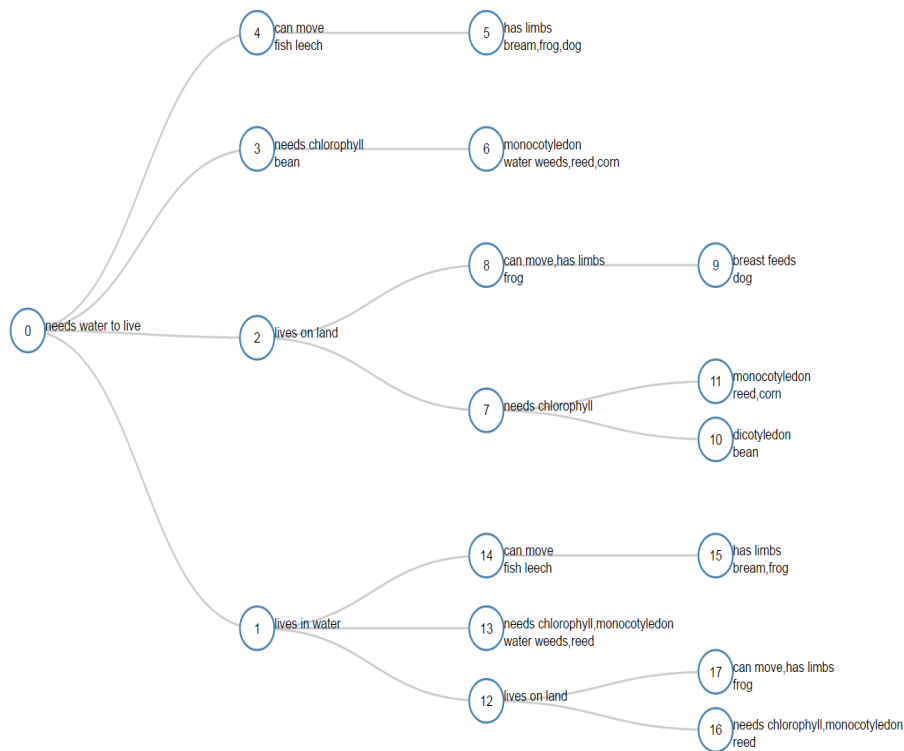 4
can move
fish leech
5
has limbs
bream,frog,dog
3
needs chlorophyll
bean
6
monocotyledon
water weeds,reed,corn
8
can move,has limbs
frog
9
breast feeds
dog
0
needs water to live
2
lives on land
7
needs chlorophyll
11
monocotyledon
reed,corn
10
dicotyledon
bean
14
can move
fish leech
15
has limbs
bream,frog
1
lives in water
13
needs chlorophyll,monocotyledon
water weeds,reed
12
lives on land
17
can move,has limbs
frog
16
needs chlorophyll,monocotyledon
reed